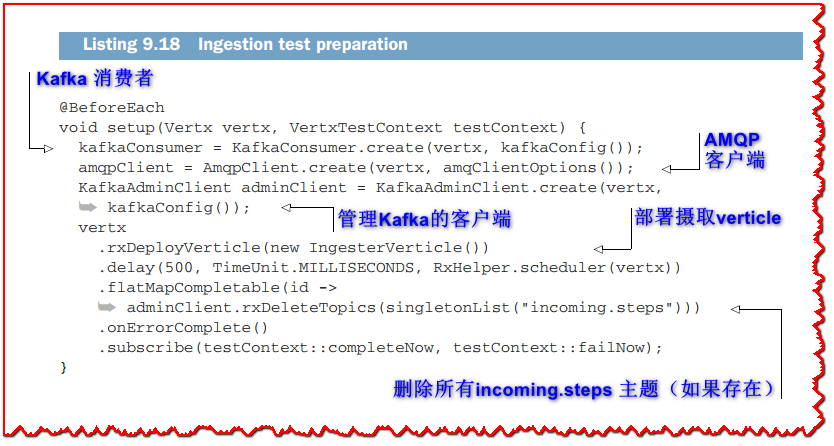 Listing 9.18 Ingestion test preparation
Kafka 消费者
@BeforeEach
void setup(Vertx vertx, VertxTestContext testContext) {
kafkaConsumer = KafkaConsumer.create(vertx, kafkaConfig());
AMQP
客户端
amqpClient = AmqpClient.create(vertx, amqClientOptions());
KafkaAdminClient adminClient = KafkaAdminClient.create(vertx,
➥ kafkaConfig());
管理Kafka的客户端
部署摄取verticle
vertx
.rxDeployVerticle(new IngesterVerticle())
.delay(500, TimeUnit.MILLISECONDS, RxHelper.scheduler(vertx))
.flatMapCompletable(id ->
➥ adminClient.rxDeleteTopics(singletonList("incoming.steps")))
.onErrorComplete()
.subscribe(testContext::completeNow, testContext::failNow);
}
删除所有incoming.steps 主题（如果存在）